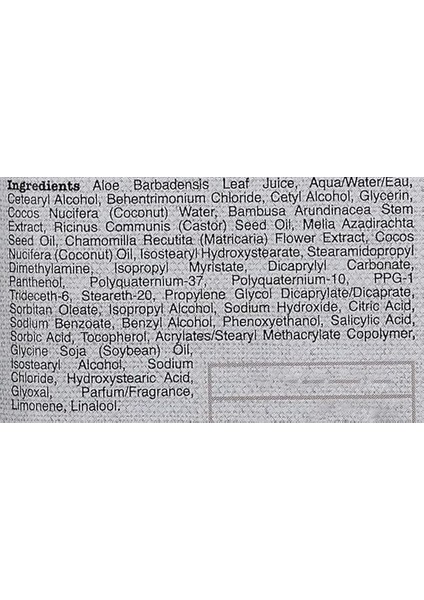 Ingredients Aloe Barbadensis Leaf Juice, Aqua/Water/Eau,
Cetearyl Alcohol, Behentrimonium Chloride, Cetyl Alcohol, Glycerin,
Cocos Nucifera (Coconut) Water, Bambusa Arundinacea Stem
Extract, Ricinus Communis (Castor) Seed Oil, Melia Azadirachta
Seed Oil, Chamomilla Recutita (Matricaria) Flower Extract, Cocos
Nucifera (Coconut) Oil, Isostearyl Hydroxystearate, Stearamidopropyl
Dimethylamine, Isopropyl Myristate, Dicaprylyl Carbonate,
Panthenol, Polyquaternium-37, Polyquaternium-10, PPG-1
Trideceth-6, Steareth-20, Propylene Glycol Dicaprylate/Dicaprate,
Sorbitan Oleate, Isopropyl Alcohol, Sodium Hydroxide, Citric Acid,
Sodium Benzoate, Benzyl Alcohol, Phenoxyethanol, Salicylic Acid,
Sorbic Acid, Tocopherol, Acrylates/Stearyl Methacrylate Copolymer,
Glycine Soja (Soybean) Oil,
Isostearyl Alcohol, Sodium
Chloride, Hydroxystearic Acid,
Glyoxal, Parfum/Fragrance,
Limonene, Linalool.